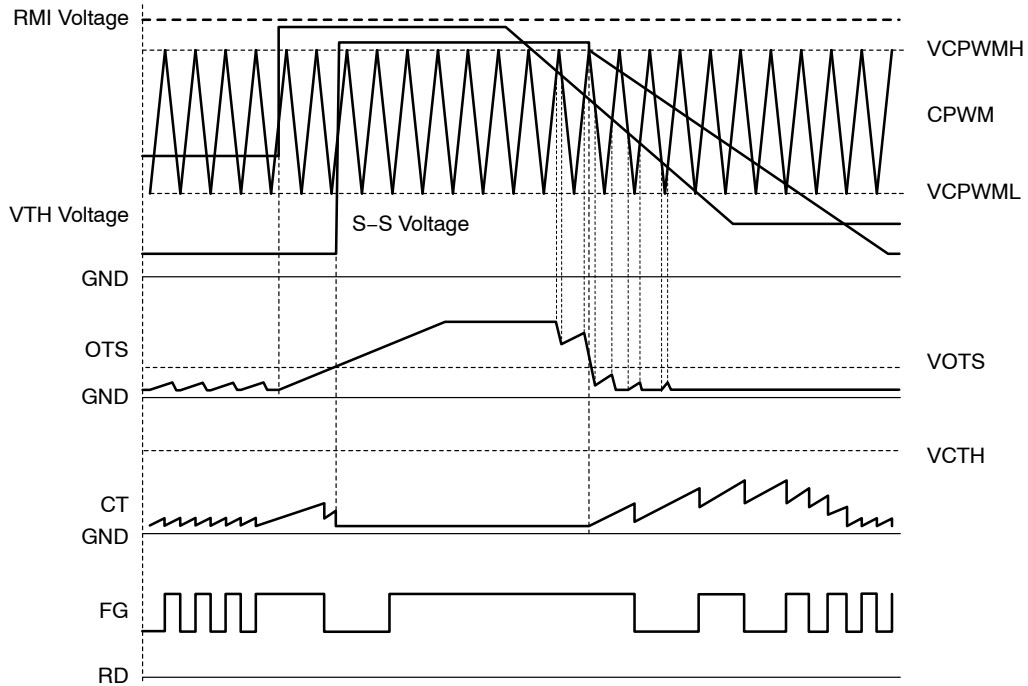 RMI Voltage
VCPWMH
CPWM
VCPWML
VTH Voltage
S–S Voltage
GND
OTS
VOTS
GND
VCTH
CT
GND
FG
RD